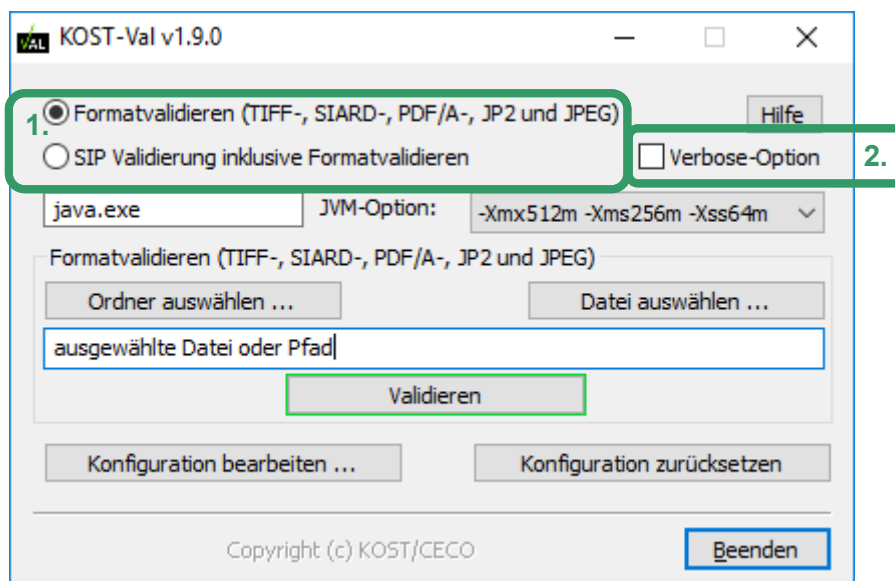 VAL KOST-Val v1.9.0
1. Formatvalidieren (TIFF-, SIARD-, PDF/A-, JP2 und JPEG) Hilfe
SIP Validierung inklusive Formatvalidieren Verbose-Option 2.
java.exe JVM-Option: -Xmx512m -Xms256m -Xss64m
Formatvalidieren (TIFF-, SIARD-, PDF/A-, JP2 und JPEG)
Ordner auswählen ... Datei auswählen ...
ausgewählte Datei oder Pfad
Validieren
Konfiguration bearbeiten ... Konfiguration zurücksetzen
Copyright (c) KOST/CECO Beenden